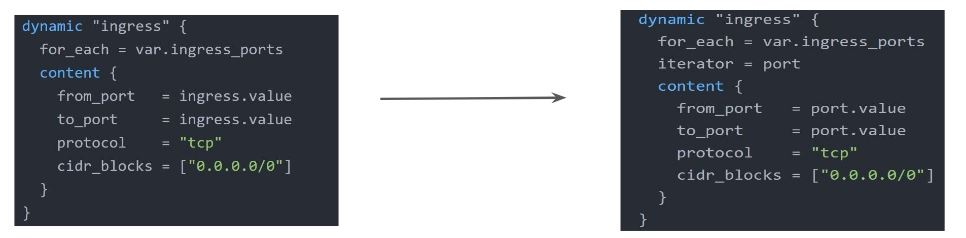 dynamic "ingress" {
  for_each = var.ingress_ports
  content {
    from_port   = ingress.value
    to_port     = ingress.value
    protocol    = "tcp"
    cidr_blocks = ["0.0.0.0/0"]
  }
}
dynamic "ingress" {
  for_each = var.ingress_ports
  iterator = port
  content {
    from_port   = port.value
    to_port     = port.value
    protocol    = "tcp"
    cidr_blocks = ["0.0.0.0/0"]
  }
}